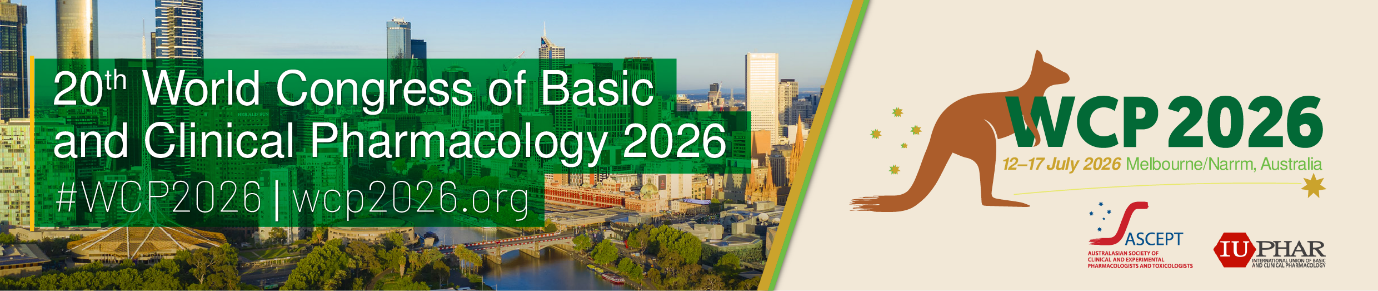 20th World Congress of Basic
and Clinical Pharmacology 2026
#WCP2026 | wcp2026.org
WCP 2026
12–17 July 2026 Melbourne/Narrm, Australia
ASCEPT
AUSTRALASIAN SOCIETY OF
CLINICAL AND EXPERIMENTAL
PHARMACOLOGISTS AND TOXICOLOGISTS
IUPHAR
INTERNATIONAL UNION OF BASIC
AND CLINICAL PHARMACOLOGY